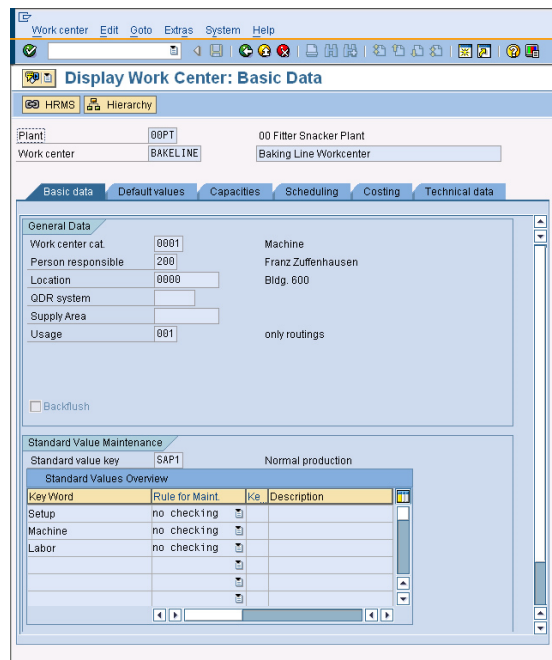 Work center Edit Goto Extras System Help
Display Work Center: Basic Data
HRMS Hierarchy
Plant 00PT 00 Fitter Snacker Plant
Work center BAKELINE Baking Line Workcenter
Basic data Default values Capacities Scheduling Costing Technical data
General Data
Work center cat. 0001 Machine
Person responsible 200 Franz Zuffenhausen
Location 0000 Bldg. 600
QDR system
Supply Area
Usage 001 only routings
Backflush
Standard Value Maintenance
Standard value key SAP1 Normal production
Standard Values Overview
Key Word Rule for Maint. Ke.. Description
Setup no checking
Machine no checking
Labor no checking